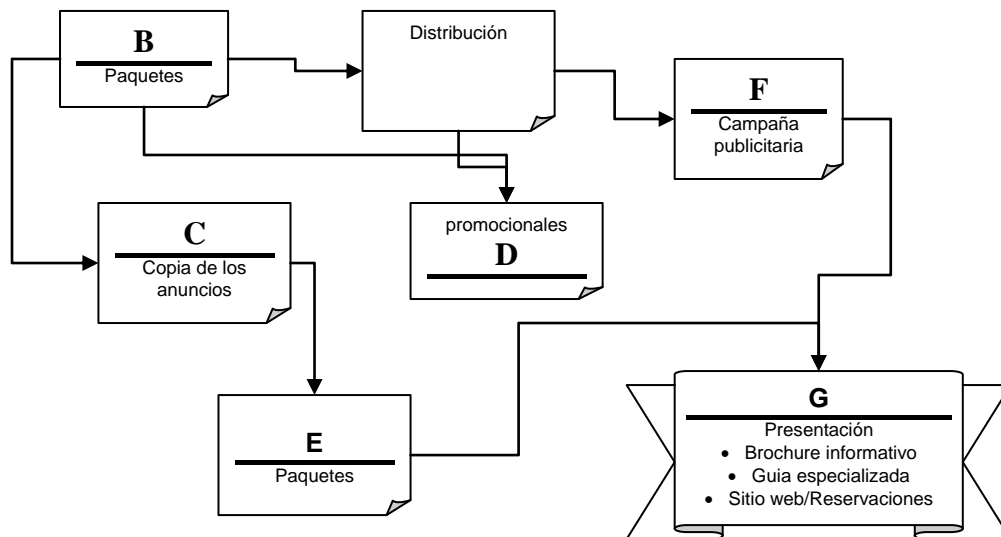 B
Paquetes
Distribución
F
Campaña
publicitaria
C
Copia de los
anuncios
promocionales
D
E
Paquetes
G
Presentación
• Brochure informativo
• Guia especializada
• Sitio web/Reservaciones